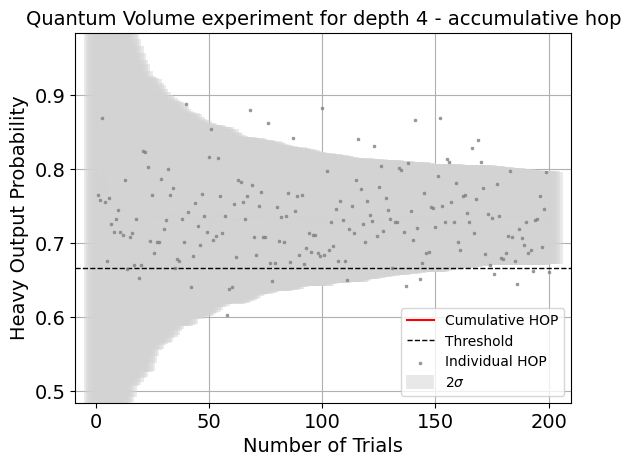 Quantum Volume experiment for depth 4 - accumulative hop
Heavy Output Probability
0.9
0.8
0.7
0.6
0.5
0
50
100
150
200
Number of Trials
Cumulative HOP
Threshold
Individual HOP
2σ